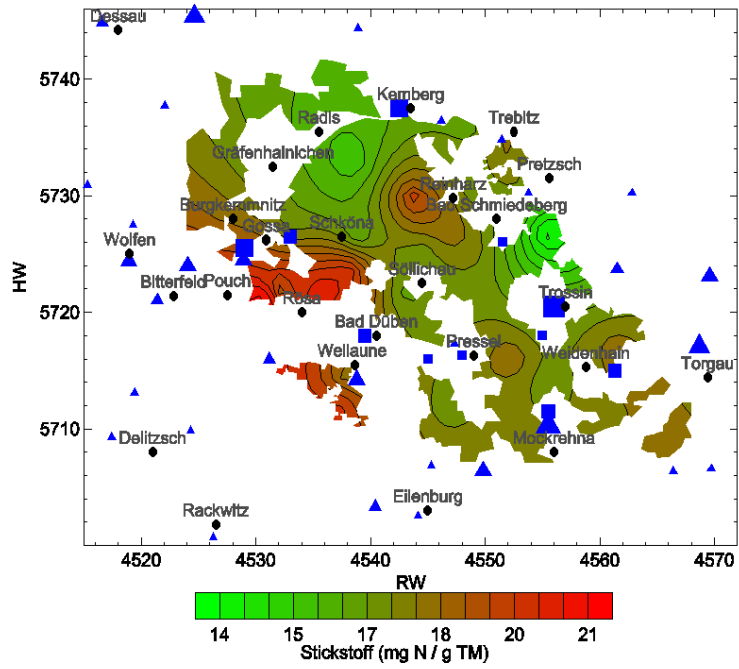 Dessau
5740
Kemberg
Radis
Trebitz
Gräfenhainichen
Pretzsch
5730
Reinharz
Burgkemmnitz
Bad Schmiedeberg
Gossa
Schköna
Wolfen
HW
Söllichau
Bitterfeld
Pouch
Rösa
Trossin
5720
Bad Düben
Wellaune
Pressel
Weidenhain
Torgau
5710
Delitzsch
Mockrehna
Rackwitz
Eilenburg
4520 4530 4540 4550 4560 4570
RW
14 15 17 18 20 21
Stickstoff (mg N / g TM)